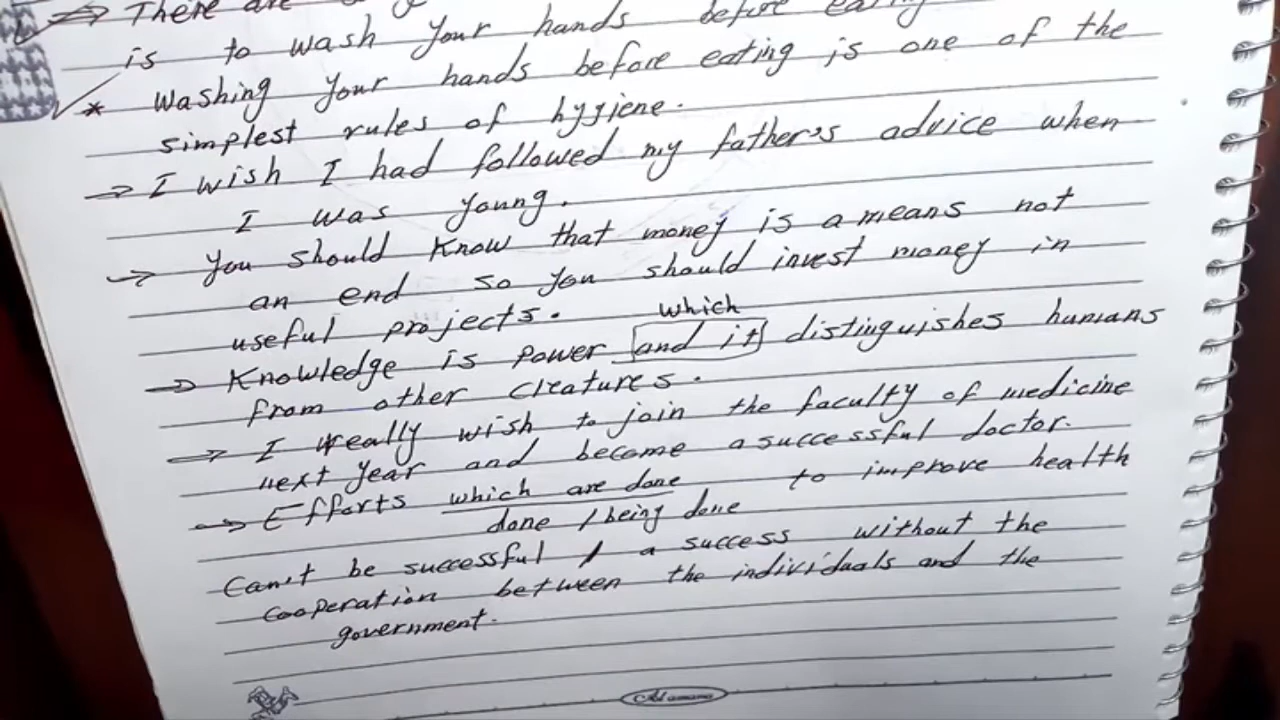 ⇒ There are
is to wash your hands before eating
* Washing your hands before eating is one of the
simplest rules of hygiene.
⇒ I wish I had followed my father's advice when
I was young.
→ You should know that money is a means not
an end so you should invest money in
useful projects.
which
⇒ Knowledge is power and it distinguishes humans
from other creatures.
⇒ I really wish to join the faculty of medicine
next year and become a successful doctor.
⇒ Efforts which are done to improve health
done / being done
Can't be successful / a success without the
cooperation between the individuals and the
government.